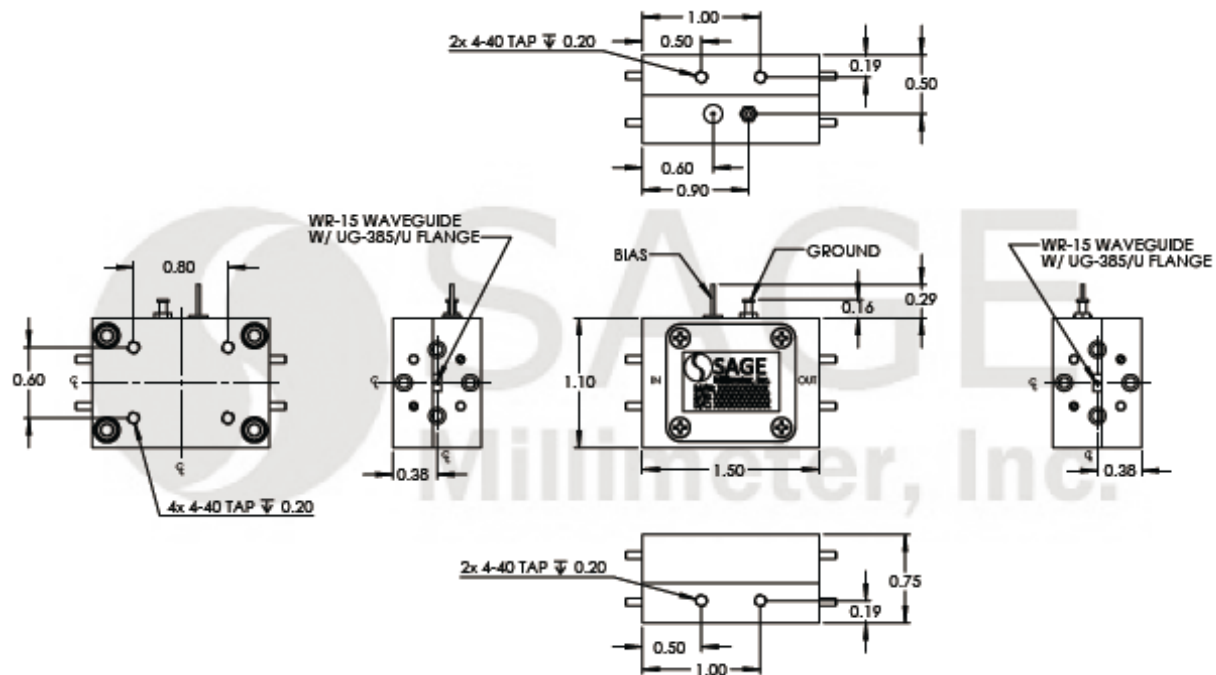 1.00
2x 4-40 TAP ↧ 0.20
0.50
0.19
0.50
0.60
0.90
WR-15 WAVEGUIDE
W/ UG-385/U FLANGE
BIAS
GROUND
WR-15 WAVEGUIDE
W/ UG-385/U FLANGE
SAGE
Millimeter, Inc.
0.80
0.16
0.29
0.60
℄
℄
℄
℄
℄
1.10
IN
SAGE
OUT
0.38
1.50
0.38
4x 4-40 TAP ↧ 0.20
2x 4-40 TAP ↧ 0.20
0.75
0.19
0.50
1.00